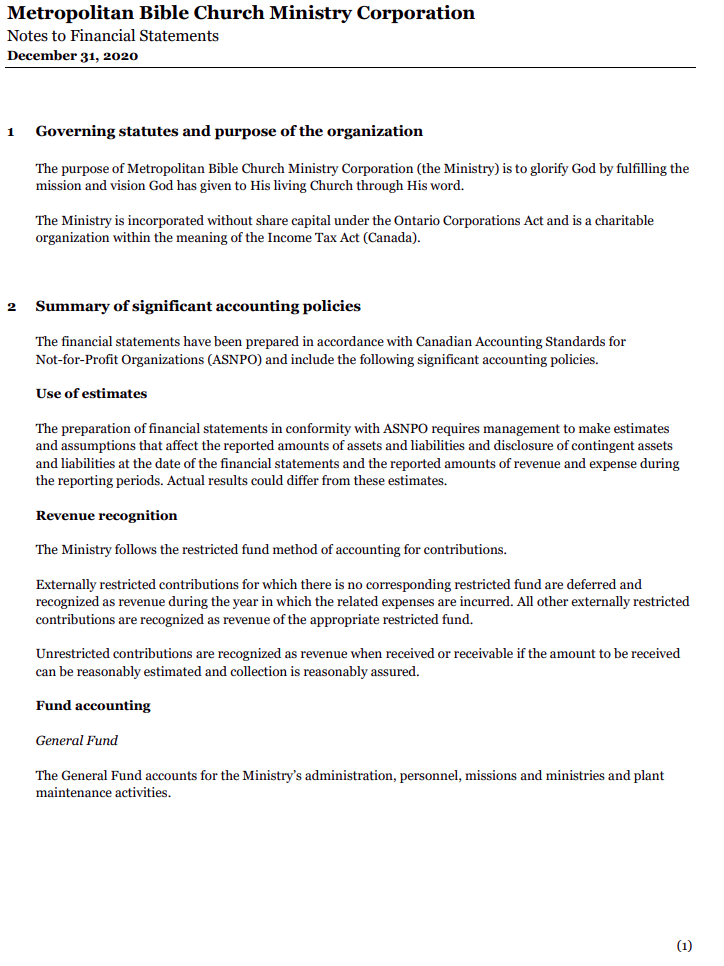 Metropolitan Bible Church Ministry Corporation
Notes to Financial Statements
December 31, 2020
1 Governing statutes and purpose of the organization
The purpose of Metropolitan Bible Church Ministry Corporation (the Ministry) is to glorify God by fulfilling the
mission and vision God has given to His living Church through His word.
The Ministry is incorporated without share capital under the Ontario Corporations Act and is a charitable
organization within the meaning of the Income Tax Act (Canada).
2 Summary of significant accounting policies
The financial statements have been prepared in accordance with Canadian Accounting Standards for
Not-for-Profit Organizations (ASNPO) and include the following significant accounting policies.
Use of estimates
The preparation of financial statements in conformity with ASNPO requires management to make estimates
and assumptions that affect the reported amounts of assets and liabilities and disclosure of contingent assets
and liabilities at the date of the financial statements and the reported amounts of revenue and expense during
the reporting periods. Actual results could differ from these estimates.
Revenue recognition
The Ministry follows the restricted fund method of accounting for contributions.
Externally restricted contributions for which there is no corresponding restricted fund are deferred and
recognized as revenue during the year in which the related expenses are incurred. All other externally restricted
contributions are recognized as revenue of the appropriate restricted fund.
Unrestricted contributions are recognized as revenue when received or receivable if the amount to be received
can be reasonably estimated and collection is reasonably assured.
Fund accounting
General Fund
The General Fund accounts for the Ministry's administration, personnel, missions and ministries and plant
maintenance activities.
(1)